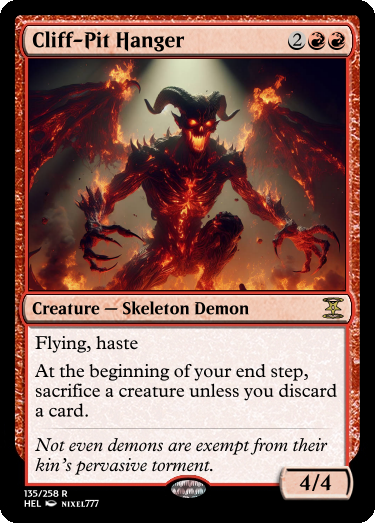 Cliff-Pit Hanger 2
Creature — Skeleton Demon
Flying, haste
At the beginning of your end step,
sacrifice a creature unless you discard
a card.
Not even demons are exempt from their
kin's pervasive torment.
4/4
135/258 R
HEL NIXEL777